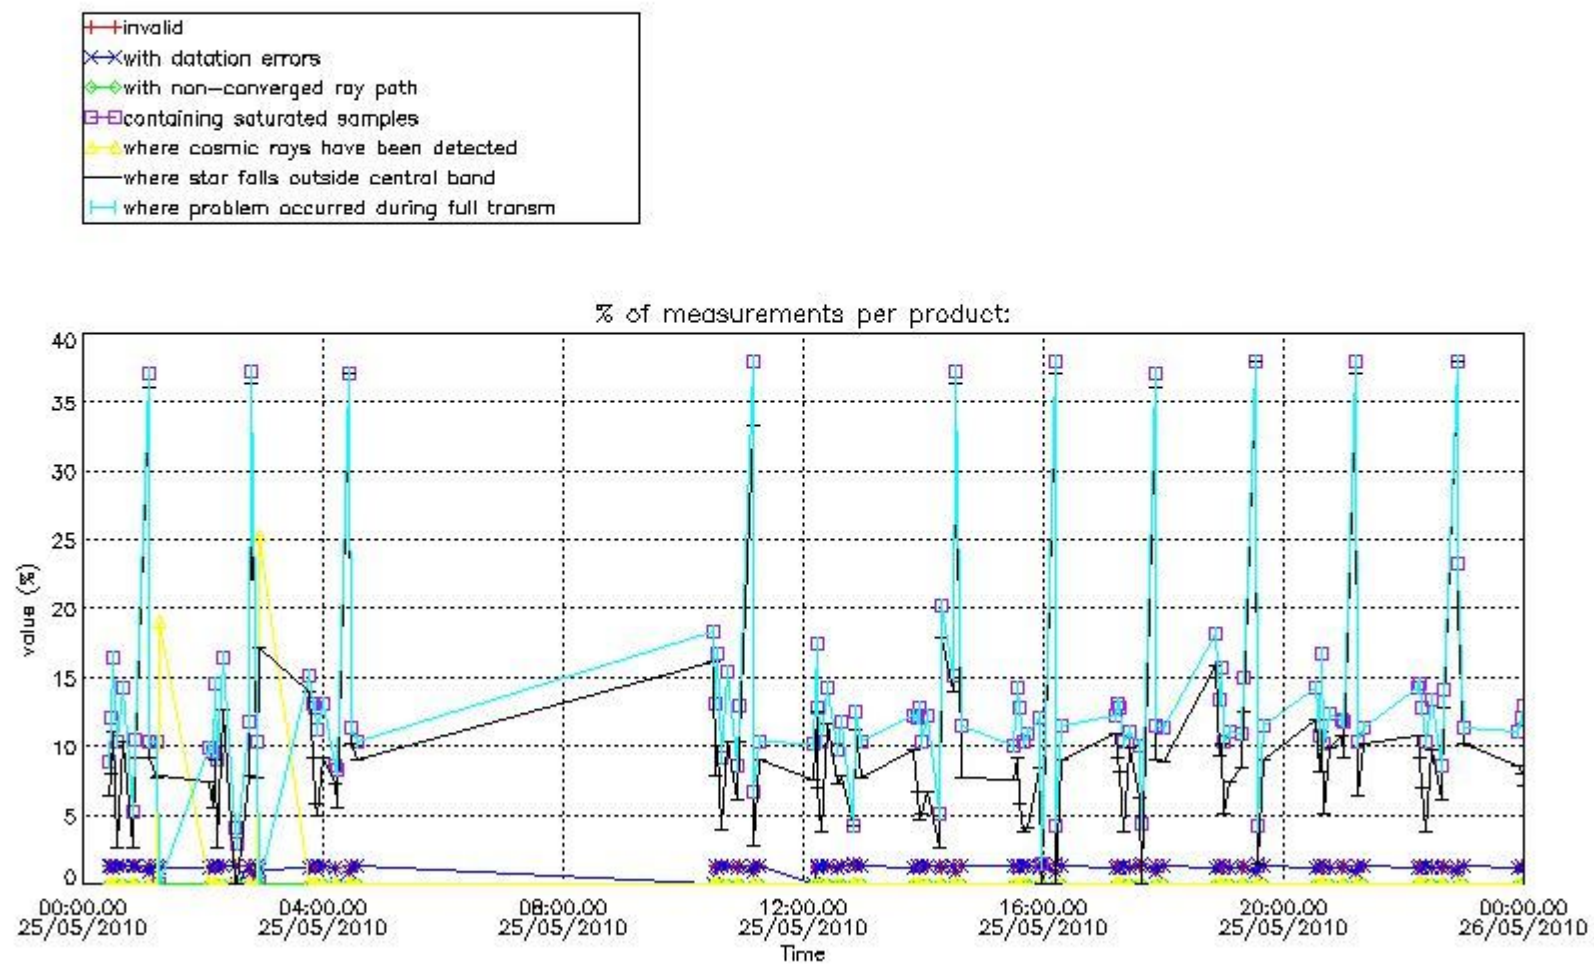 invalid
with datation errors
with non-converged ray path
containing saturated samples
where cosmic rays have been detected
where star falls outside central band
where problem occurred during full transm
% of measurements per product:
40
35
30
25
20
15
10
5
0
value (%)
00:00:00 04:00:00 08:00:00 12:00:00 16:00:00 20:00:00 00:00:00
25/05/2010 25/05/2010 25/05/2010 25/05/2010 25/05/2010 25/05/2010 26/05/2010
Time